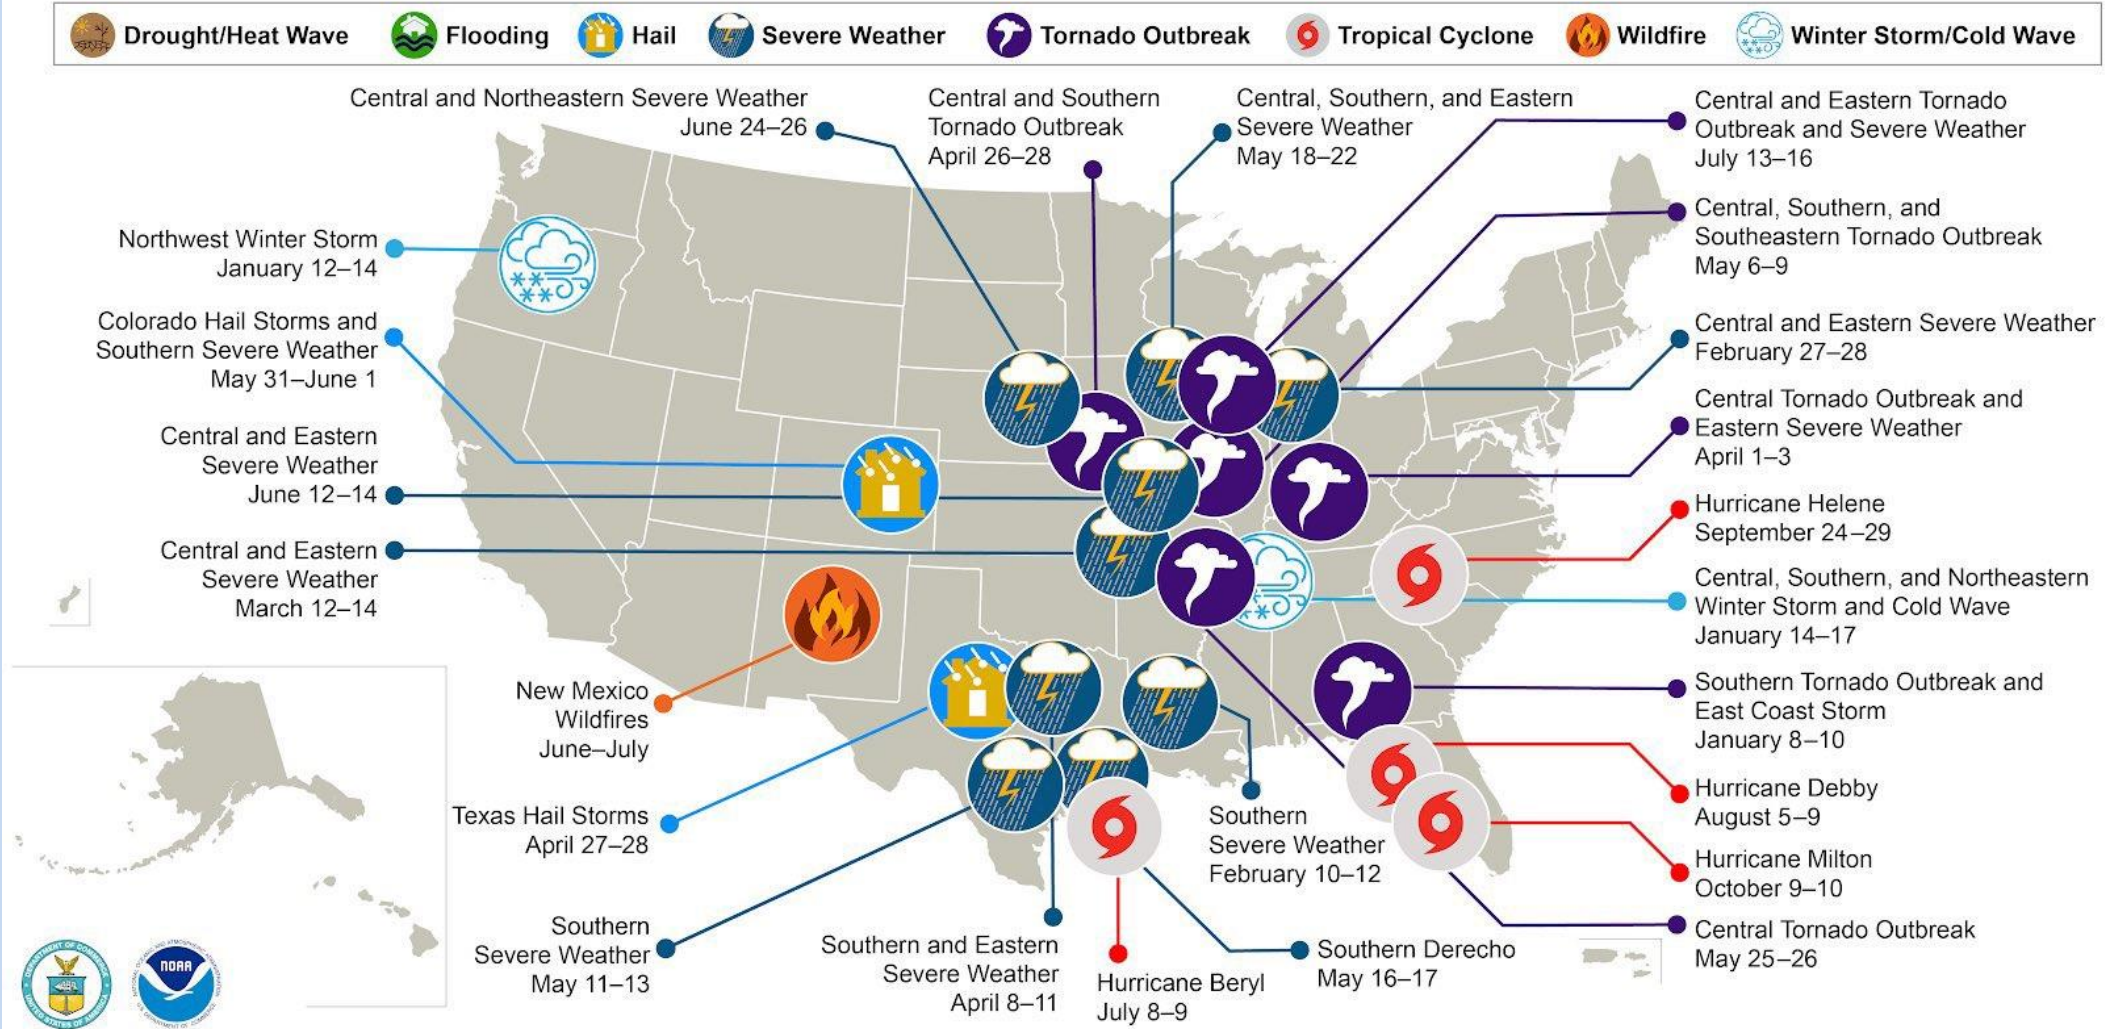 Drought/Heat Wave
Flooding
Hail
Severe Weather
Tornado Outbreak
Tropical Cyclone
Wildfire
Winter Storm/Cold Wave
Central and Northeastern Severe Weather
June 24–26
Central and Southern
Tornado Outbreak
April 26–28
Central, Southern, and Eastern
Severe Weather
May 18–22
Central and Eastern Tornado
Outbreak and Severe Weather
July 13–16
Northwest Winter Storm
January 12–14
Central, Southern, and
Southeastern Tornado Outbreak
May 6–9
Colorado Hail Storms and
Southern Severe Weather
May 31–June 1
Central and Eastern Severe Weather
February 27–28
Central and Eastern
Severe Weather
June 12–14
Central Tornado Outbreak and
Eastern Severe Weather
April 1–3
Central and Eastern
Severe Weather
March 12–14
Hurricane Helene
September 24–29
Central, Southern, and Northeastern
Winter Storm and Cold Wave
January 14–17
New Mexico
Wildfires
June–July
Southern Tornado Outbreak and
East Coast Storm
January 8–10
Texas Hail Storms
April 27–28
Hurricane Debby
August 5–9
Southern
Severe Weather
February 10–12
Hurricane Milton
October 9–10
Southern
Severe Weather
May 11–13
Southern and Eastern
Severe Weather
April 8–11
Hurricane Beryl
July 8–9
Southern Derecho
May 16–17
Central Tornado Outbreak
May 25–26
DEPARTMENT OF COMMERCE
UNITED STATES OF AMERICA
NOAA